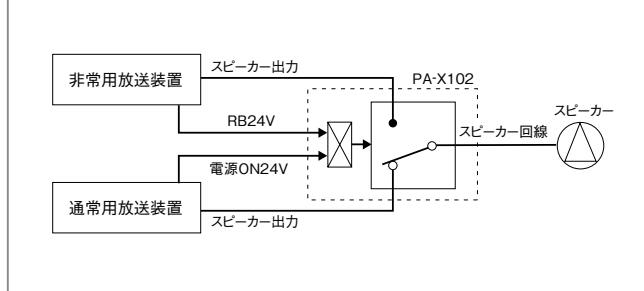 スピーカー出力
PA-X102
非常用放送装置
スピーカー
RB24V
スピーカー回線
電源ON24V
通常用放送装置
スピーカー出力